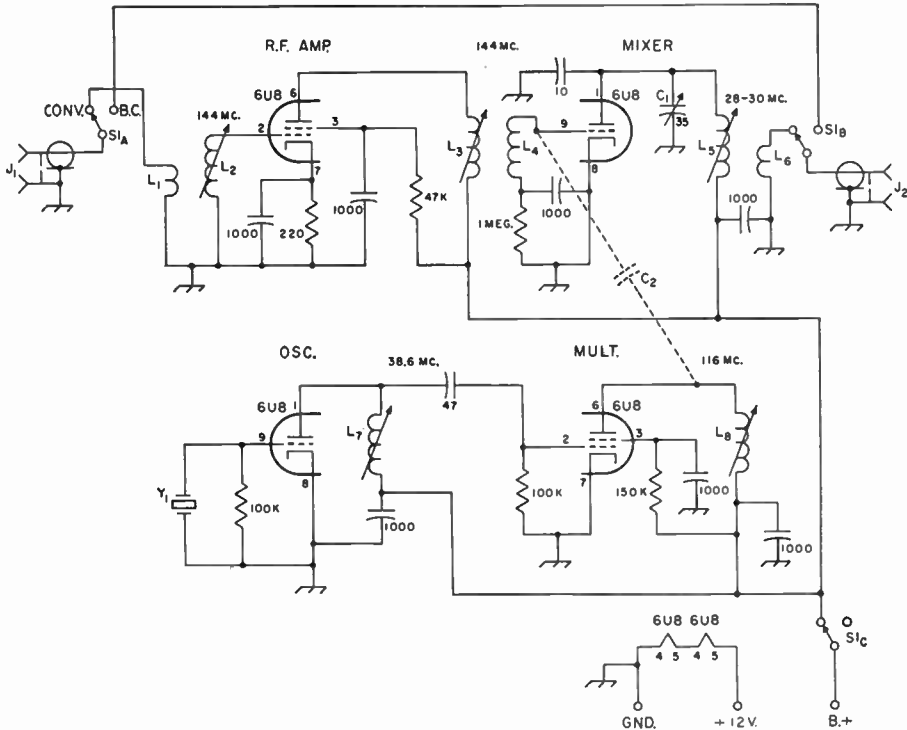 R.F. AMP.
144 MC.
MIXER
6U8
6
2
3
7
CONV.
B.C.
S1A
J1
144 MC.
L1
L2
1000
220
1000
47K
L3
10
6U8
1
9
8
C1
35
L4
1000
1 MEG.
28-30 MC.
L5
L6
1000
S1B
J2
C2
OSC.
38.6 MC.
MULT.
116 MC.
6U8
1
9
8
L7
47
Y1
100K
1000
6U8
6
2
3
7
100K
150K
1000
L8
1000
6U8 6U8
4 5 4 5
S1C
GND.
+12V.
B.+